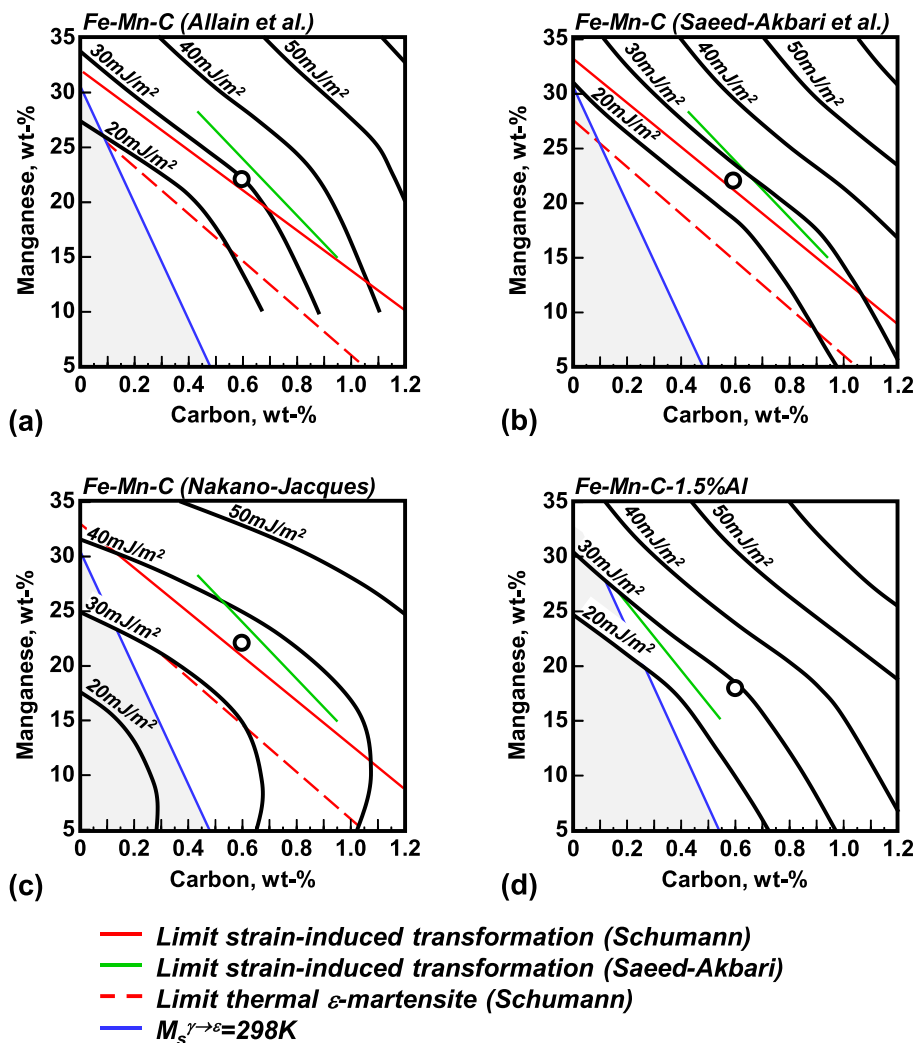 Fe-Mn-C (Allain et al.)
35
30
25
20
15
10
5
Manganese, wt-%
30mJ/m²
40mJ/m²
50mJ/m²
20mJ/m²
0 0.2 0.4 0.6 0.8 1.0 1.2
Carbon, wt-%
(a)
Fe-Mn-C (Saeed-Akbari et al.)
35
30
25
20
15
10
5
Manganese, wt-%
20mJ/m²
30mJ/m²
40mJ/m²
50mJ/m²
0 0.2 0.4 0.6 0.8 1.0 1.2
Carbon, wt-%
(b)
Fe-Mn-C (Nakano-Jacques)
35
30
25
20
15
10
5
Manganese, wt-%
50mJ/m²
40mJ/m²
30mJ/m²
20mJ/m²
0 0.2 0.4 0.6 0.8 1.0 1.2
Carbon, wt-%
(c)
Fe-Mn-C-1.5%Al
35
30
25
20
15
10
5
Manganese, wt-%
40mJ/m²
50mJ/m²
30mJ/m²
20mJ/m²
0 0.2 0.4 0.6 0.8 1.0 1.2
Carbon, wt-%
(d)
Limit strain-induced transformation (Schumann)
Limit strain-induced transformation (Saeed-Akbari)
Limit thermal ε-martensite (Schumann)
Mₛ^γ→ε=298K